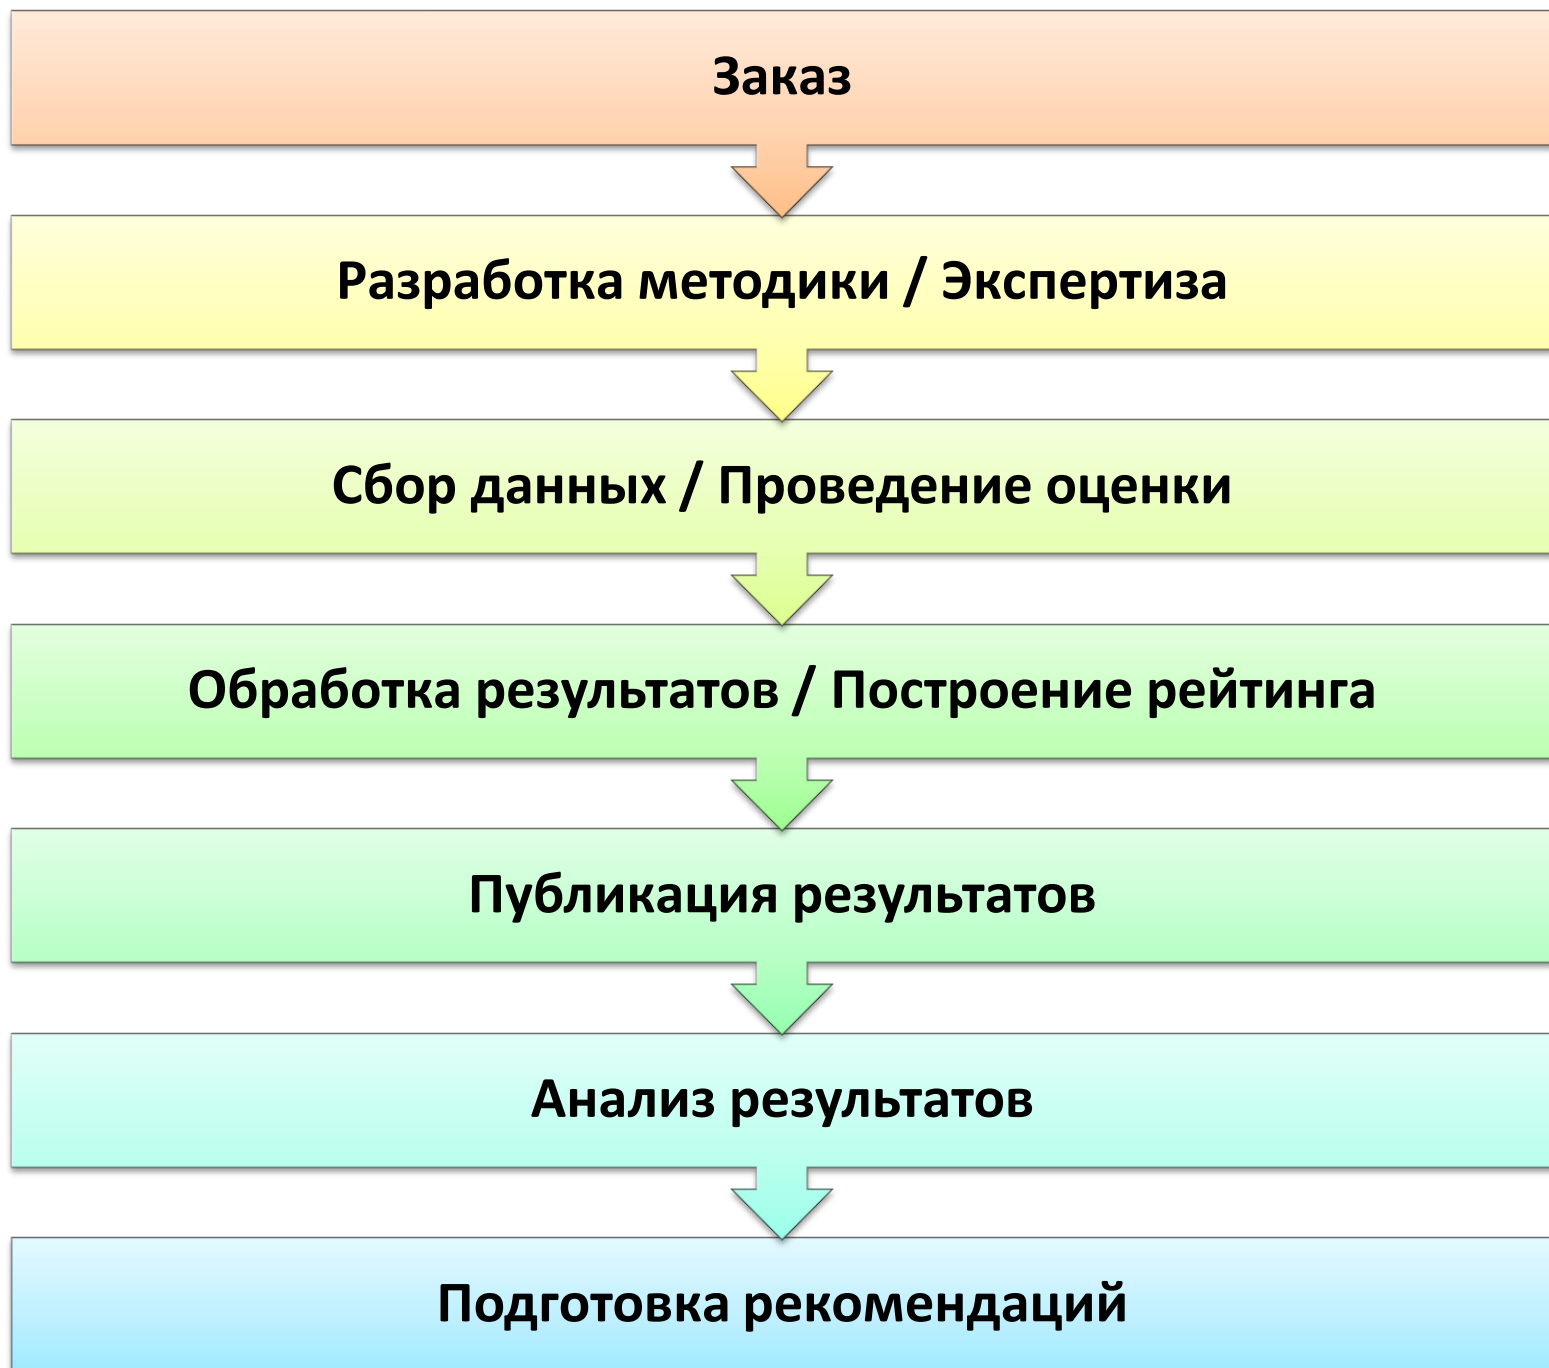 Заказ
Разработка методики / Экспертиза
Сбор данных / Проведение оценки
Обработка результатов / Построение рейтинга
Публикация результатов
Анализ результатов
Подготовка рекомендаций